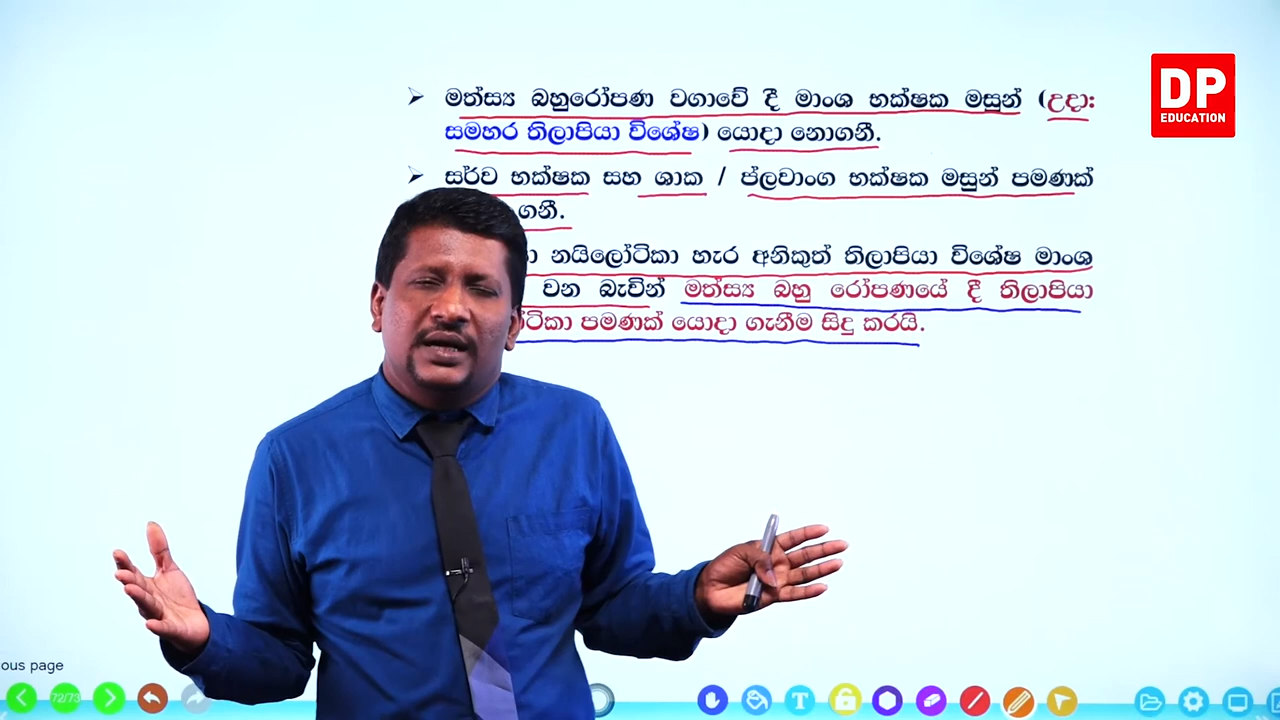 ➢ මත්ස්‍ය බහුරෝපණ වගාවේ දී මාංශ භක්ෂක මසුන් (උදා:
සමහර තිලාපියා විශේෂ) යොදා නොගනී.
➢ සර්ව භක්ෂක සහ ශාක / ප්ලවාංග භක්ෂක මසුන් පමණක්
ගනී.
නයිලෝටිකා හැර අනිකුත් තිලාපියා විශේෂ මාංශ
වන බැවින් මත්ස්‍ය බහු රෝපණයේ දී තිලාපියා
පමණක් යොදා ගැනීම සිදු කරයි.
DP
EDUCATION
ous page
72/73